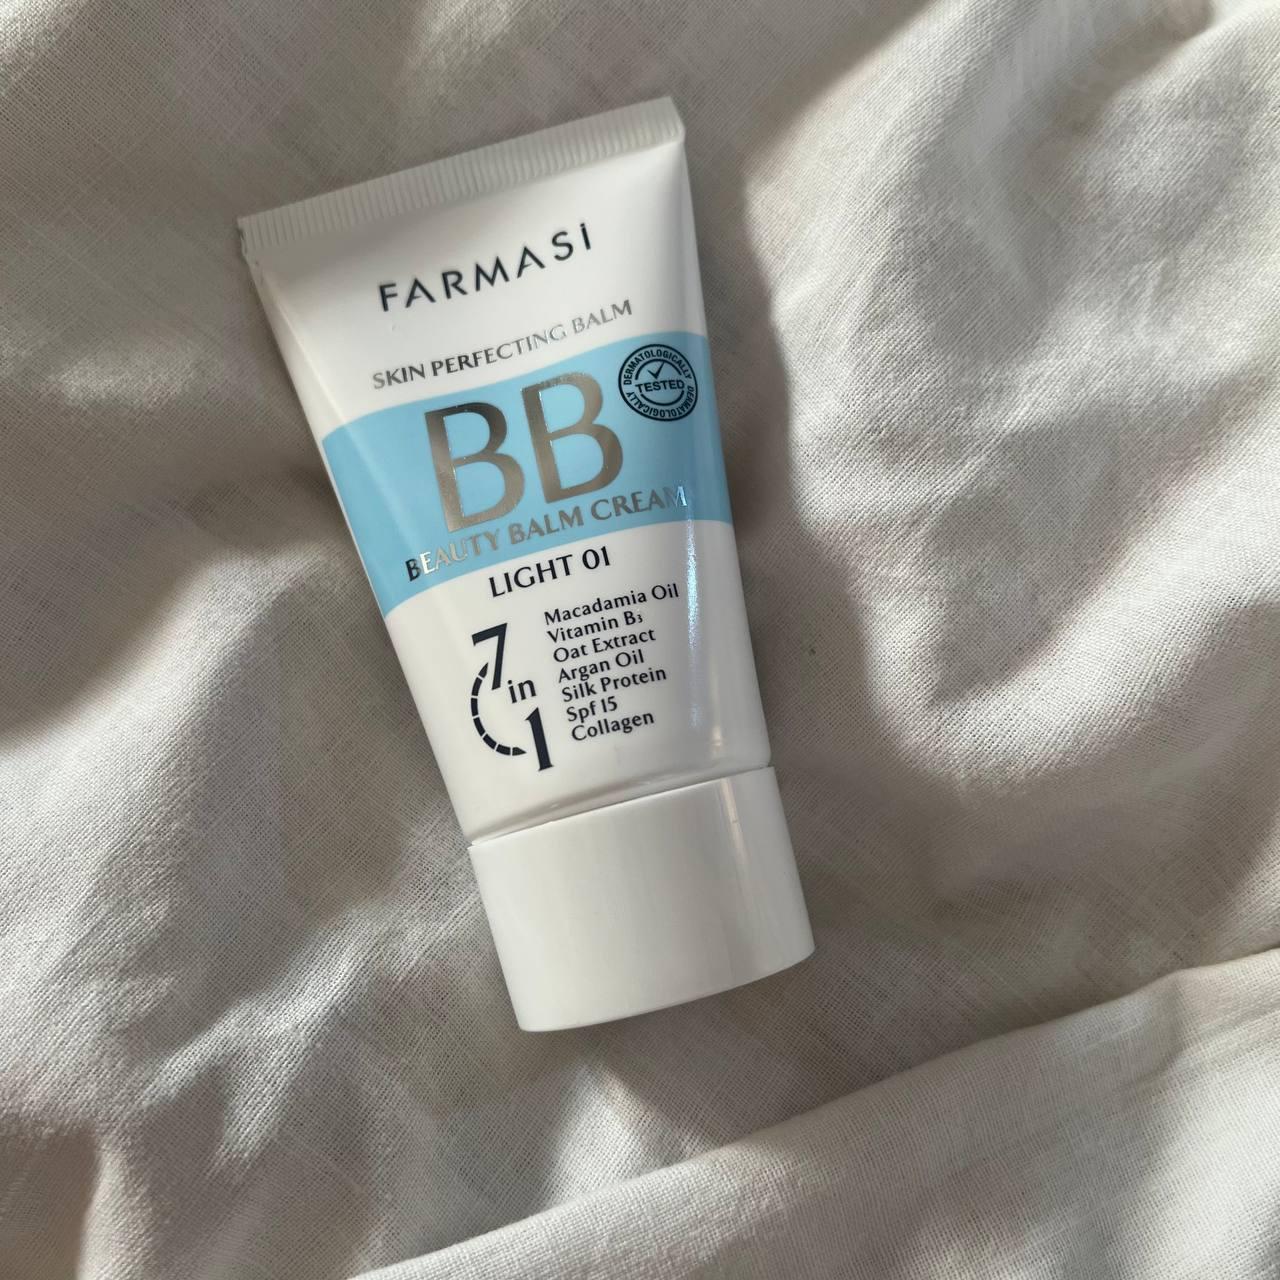 FARMASİ
SKIN PERFECTING BALM
DERMATOLOGICALLY
TESTED
DERMATOLOGICALLY
BB
BEAUTY BALM CREAM
LIGHT 01
7 in 1
Macadamia Oil
Vitamin B₃
Oat Extract
Argan Oil
Silk Protein
Spf 15
Collagen